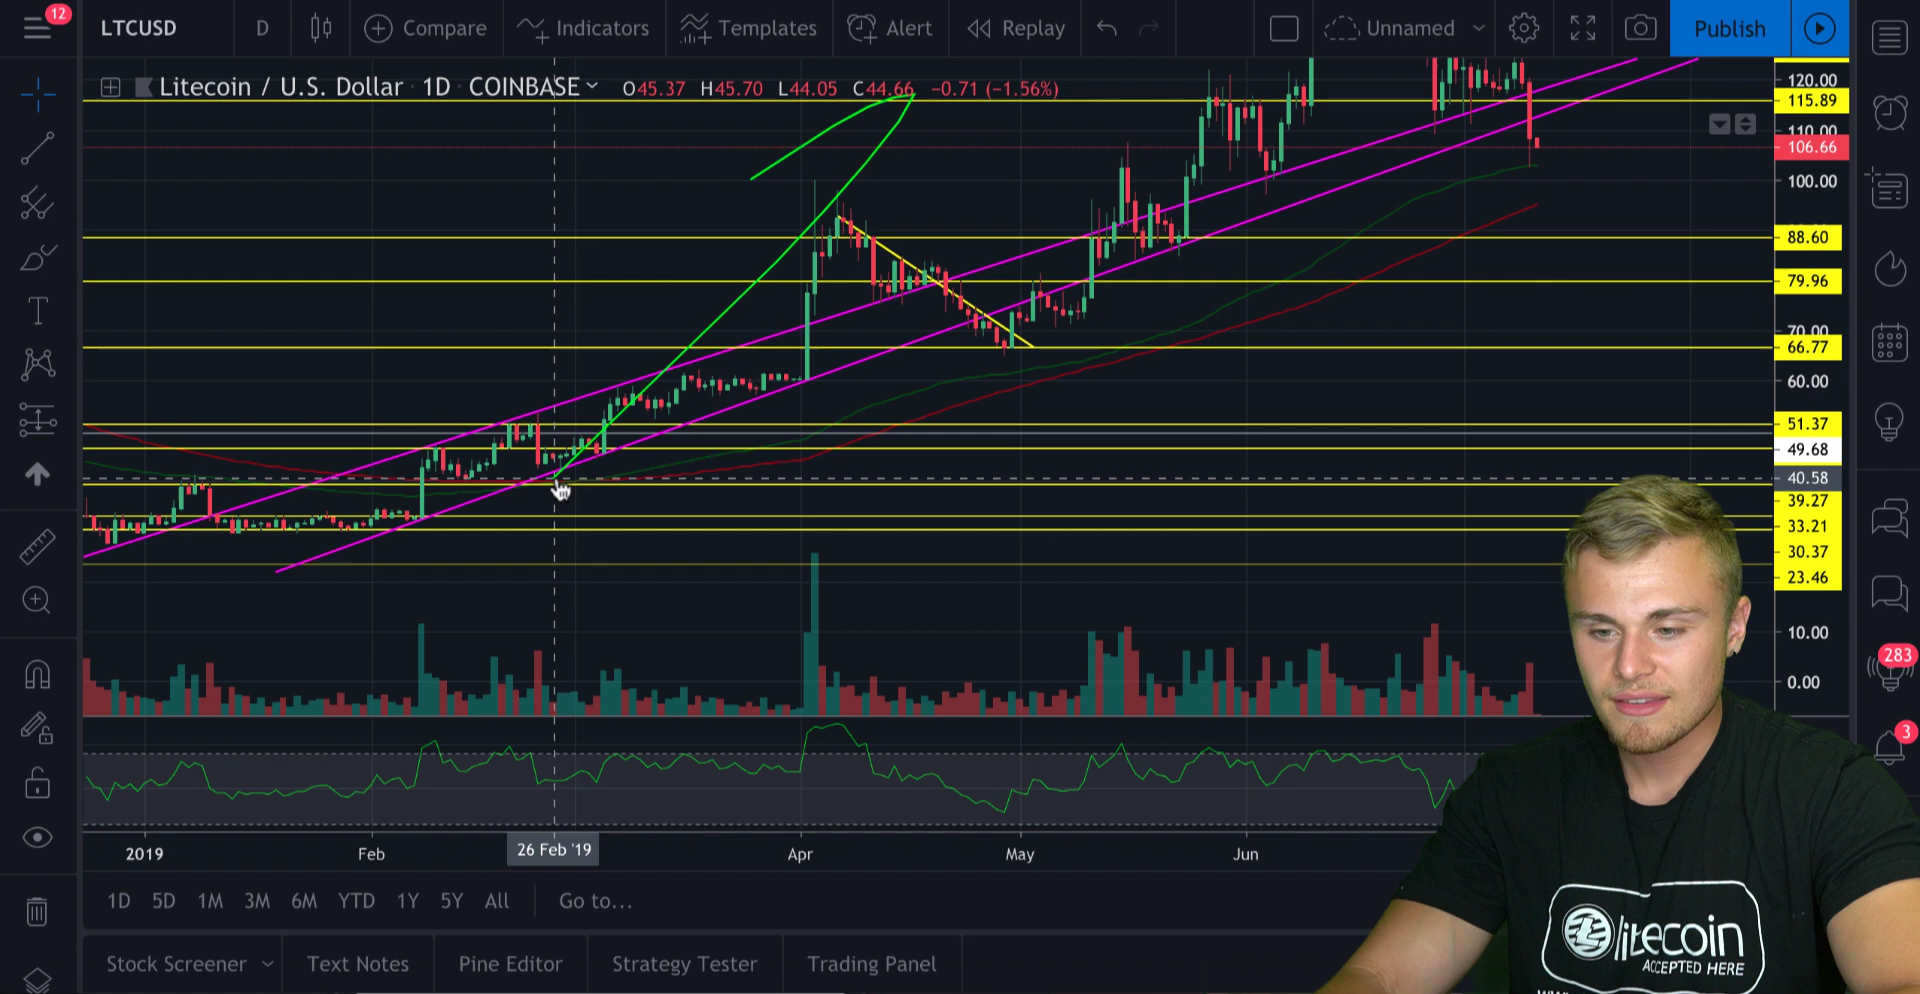 12
LTCUSD
D
Compare
Indicators
Templates
Alert
Replay
Unnamed
Publish
Litecoin / U.S. Dollar · 1D · COINBASE
O45.37 H45.70 L44.05 C44.66 −0.71 (−1.56%)
120.00
115.89
110.00
106.66
100.00
88.60
79.96
70.00
66.77
60.00
51.37
49.68
40.58
39.27
33.21
30.37
23.46
10.00
0.00
283
3
2019
Feb
26 Feb '19
Apr
May
Jun
1D 5D 1M 3M 6M YTD 1Y 5Y All
Go to...
Stock Screener
Text Notes
Pine Editor
Strategy Tester
Trading Panel
litecoin
ACCEPTED HERE